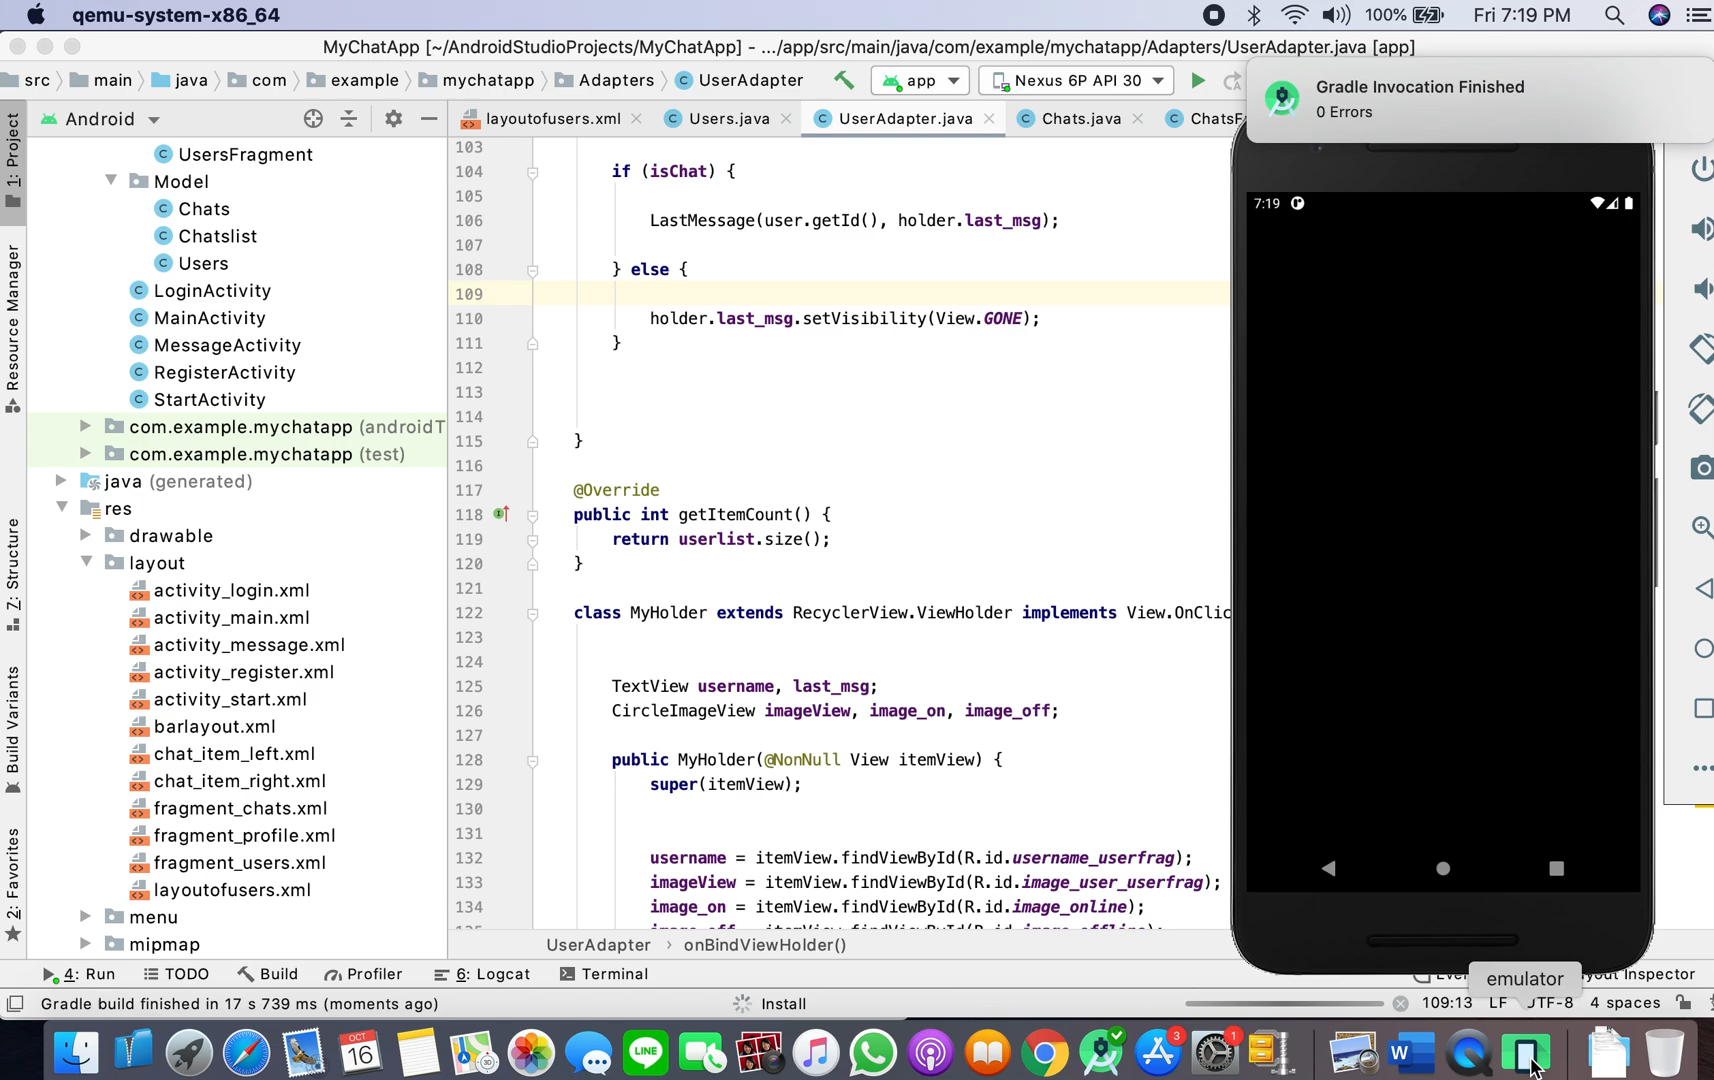 qemu-system-x86_64
100%
Fri 7:19 PM
MyChatApp [~/AndroidStudioProjects/MyChatApp] - .../app/src/main/java/com/example/mychatapp/Adapters/UserAdapter.java [app]
src main java com example mychatapp Adapters UserAdapter app Nexus 6P API 30
Gradle Invocation Finished
0 Errors
Android
layoutofusers.xml Users.java UserAdapter.java Chats.java
1: Project
Resource Manager
7: Structure
Build Variants
2: Favorites
UsersFragment
Model
Chats
Chatslist
Users
LoginActivity
MainActivity
MessageActivity
RegisterActivity
StartActivity
com.example.mychatapp (androidT
com.example.mychatapp (test)
java (generated)
res
drawable
layout
activity_login.xml
activity_main.xml
activity_message.xml
activity_register.xml
activity_start.xml
barlayout.xml
chat_item_left.xml
chat_item_right.xml
fragment_chats.xml
fragment_profile.xml
fragment_users.xml
layoutofusers.xml
menu
mipmap
103
104 if (isChat) {
105
106 LastMessage(user.getId(), holder.last_msg);
107
108 } else {
109
110 holder.last_msg.setVisibility(View.GONE);
111 }
112
113
114
115 }
116
117 @Override
118 public int getItemCount() {
119 return userlist.size();
120 }
121
122 class MyHolder extends RecyclerView.ViewHolder implements View.OnClic
123
124
125 TextView username, last_msg;
126 CircleImageView imageView, image_on, image_off;
127
128 public MyHolder(@NonNull View itemView) {
129 super(itemView);
130
131
132 username = itemView.findViewById(R.id.username_userfrag);
133 imageView = itemView.findViewById(R.id.image_user_userfrag);
134 image_on = itemView.findViewById(R.id.image_online);
7:19
UserAdapter > onBindViewHolder()
4: Run TODO Build Profiler 6: Logcat Terminal
emulator
Inspector
Gradle build finished in 17 s 739 ms (moments ago)
Install
109:13 LF UTF-8 4 spaces
OCT
16
LINE
3
1
W